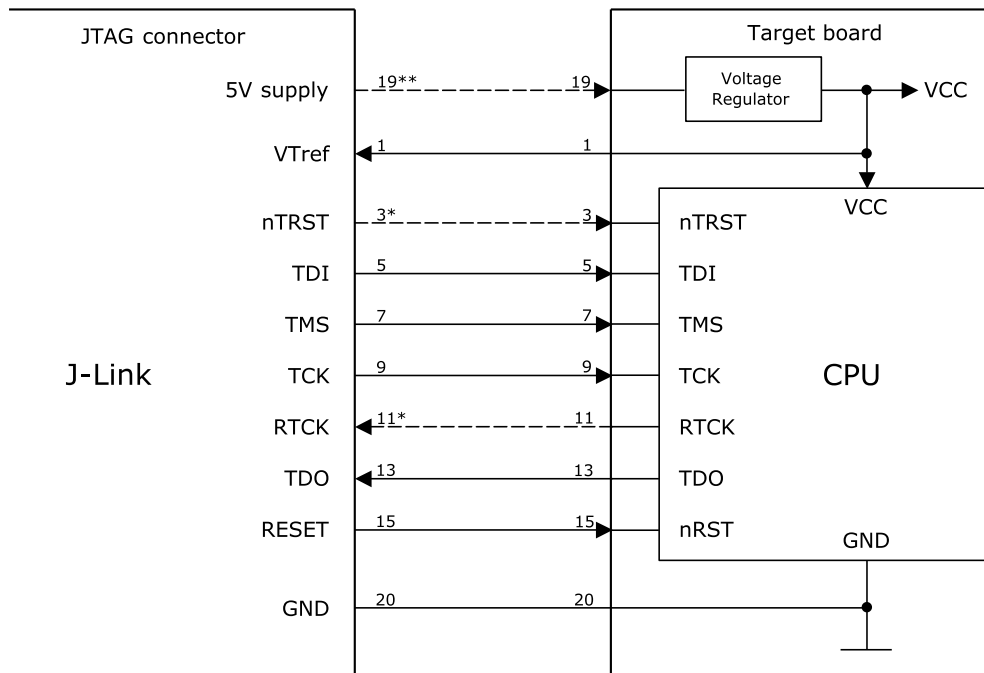 JTAG connector
Target board
5V supply 19** 19 Voltage Regulator VCC
VTref 1 1
VCC
nTRST 3* 3 nTRST
TDI 5 5 TDI
TMS 7 7 TMS
J-Link TCK 9 9 TCK CPU
RTCK 11* 11 RTCK
TDO 13 13 TDO
RESET 15 15 nRST
GND
GND 20 20